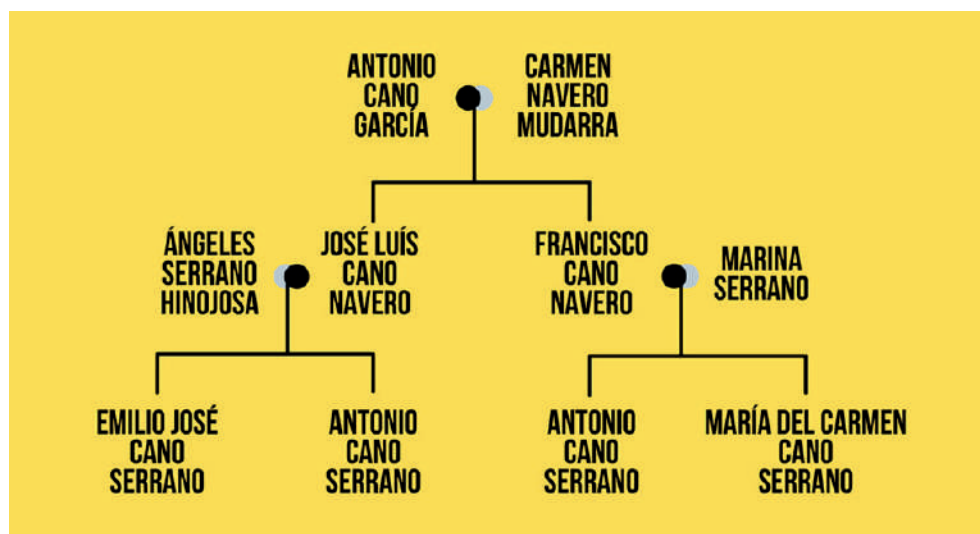 ANTONIO
CANO
GARCÍA
CARMEN
NAVERO
MUDARRA
ÁNGELES
SERRANO
HINOJOSA
JOSÉ LUÍS
CANO
NAVERO
FRANCISCO
CANO
NAVERO
MARINA
SERRANO
EMILIO JOSÉ
CANO
SERRANO
ANTONIO
CANO
SERRANO
ANTONIO
CANO
SERRANO
MARÍA DEL CARMEN
CANO
SERRANO